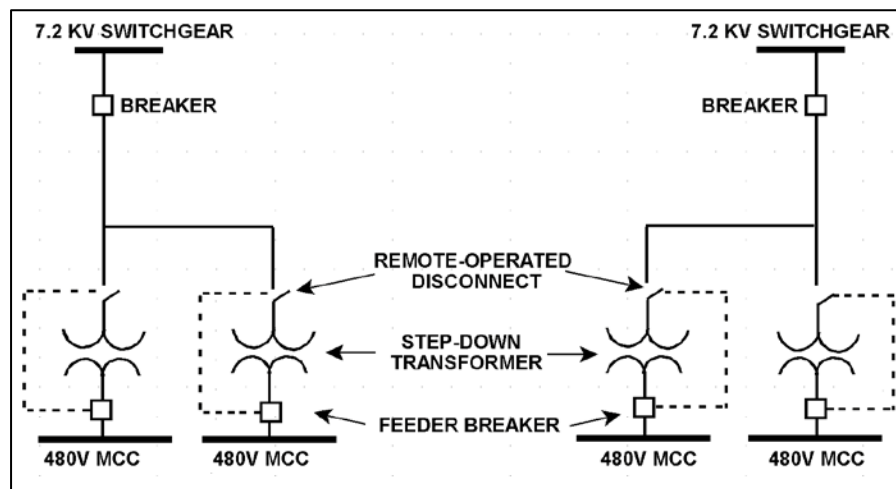 7.2 KV SWITCHGEAR
7.2 KV SWITCHGEAR
BREAKER
BREAKER
REMOTE-OPERATED
DISCONNECT
STEP-DOWN
TRANSFORMER
FEEDER BREAKER
480V MCC
480V MCC
480V MCC
480V MCC